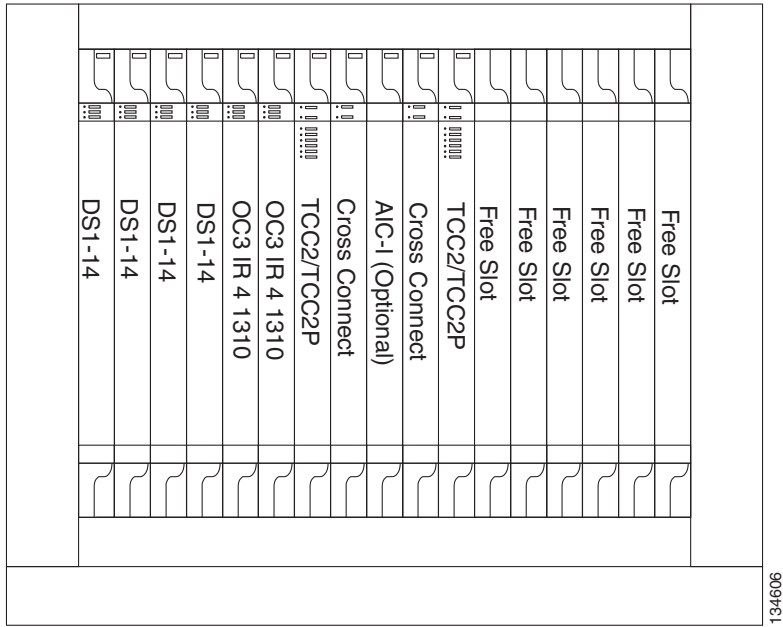 DS1-14
DS1-14
DS1-14
DS1-14
OC3 IR 4 1310
OC3 IR 4 1310
TCC2/TCC2P
Cross Connect
AIC-I (Optional)
Cross Connect
TCC2/TCC2P
Free Slot
Free Slot
Free Slot
Free Slot
Free Slot
Free Slot
134606